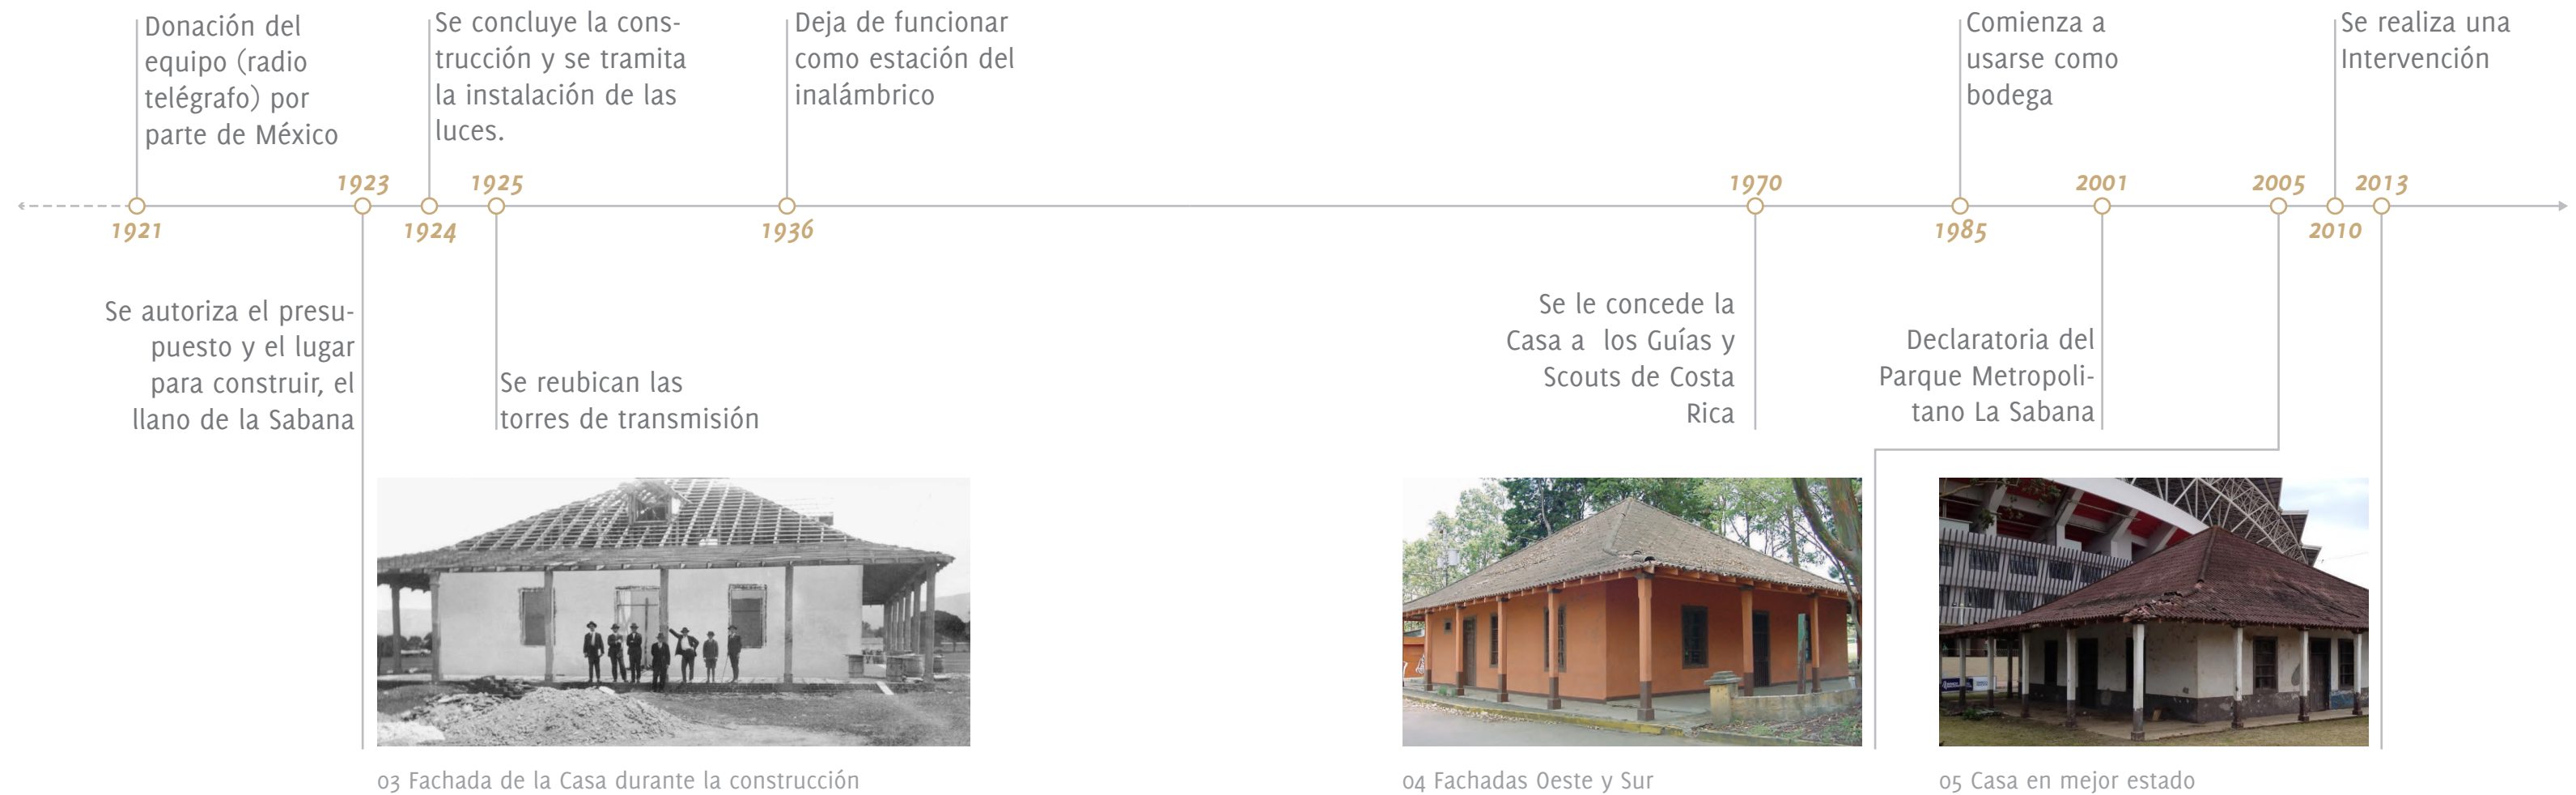 Donación del
equipo (radio
telégrafo) por
parte de México
Se concluye la cons-
trucción y se tramita
la instalación de las
luces.
Deja de funcionar
como estación del
inalámbrico
Comienza a
usarse como
bodega
Se realiza una
Intervención
1923
1925
1970
2001
2005
2013
1921
1924
1936
1985
2010
Se autoriza el presu-
puesto y el lugar
para construir, el
llano de la Sabana
Se reubican las
torres de transmisión
Se le concede la
Casa a  los Guías y
Scouts de Costa
Rica
Declaratoria del
Parque Metropoli-
tano La Sabana
03 Fachada de la Casa durante la construcción
04 Fachadas Oeste y Sur
05 Casa en mejor estado